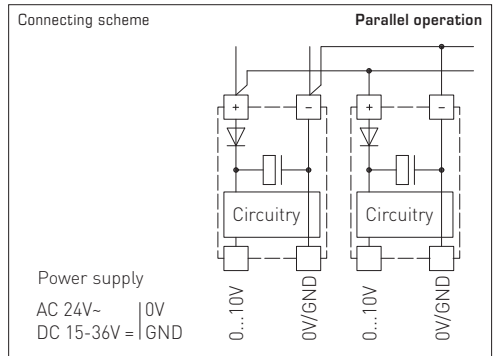 Connecting scheme
Parallel operation
+ − + −
Circuitry Circuitry
Power supply
AC 24V~ | 0V
DC 15-36V = | GND
0...10V
0V/GND
0...10V
0V/GND